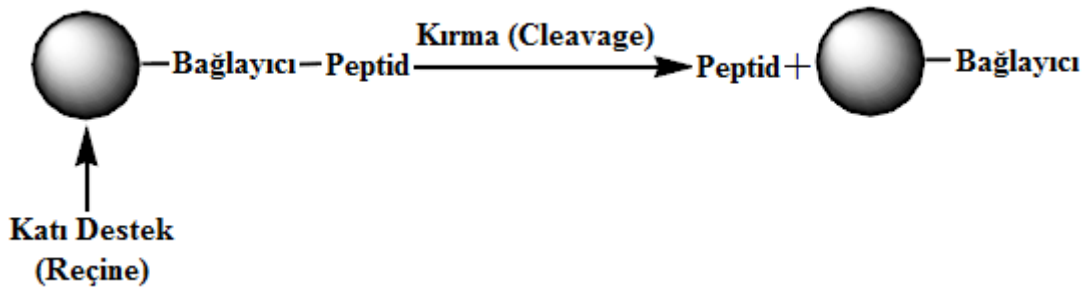 Kırma (Cleavage)
Bağlayıcı Peptid Peptid + Bağlayıcı
Katı Destek
(Reçine)